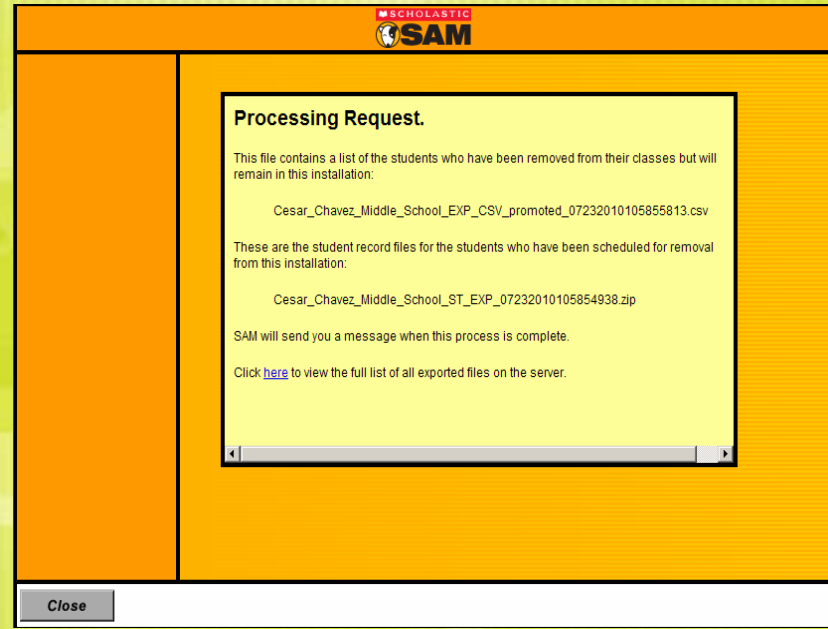 SCHOLASTIC
SAM
Processing Request.
This file contains a list of the students who have been removed from their classes but will
remain in this installation:
Cesar_Chavez_Middle_School_EXP_CSV_promoted_07232010105855813.csv
These are the student record files for the students who have been scheduled for removal
from this installation:
Cesar_Chavez_Middle_School_ST_EXP_07232010105854938.zip
SAM will send you a message when this process is complete.
Click here to view the full list of all exported files on the server.
Close